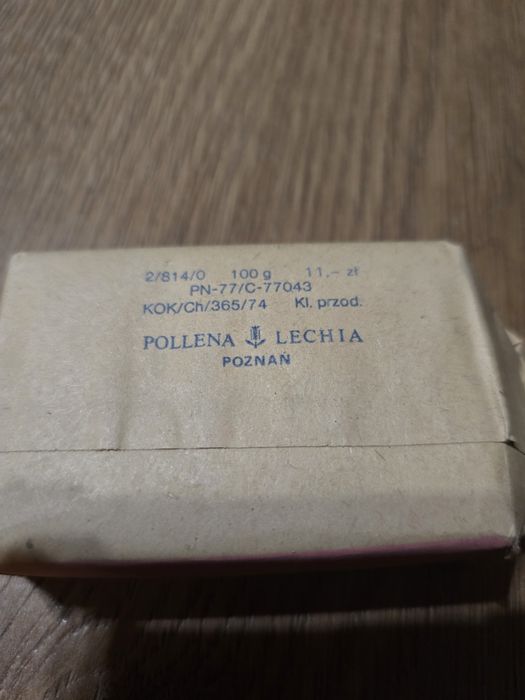 2/814/0 100 g 11,- zł
PN-77/C-77043
KOK/Ch/365/74 Kl. przod.
POLLENA LECHIA
POZNAŃ